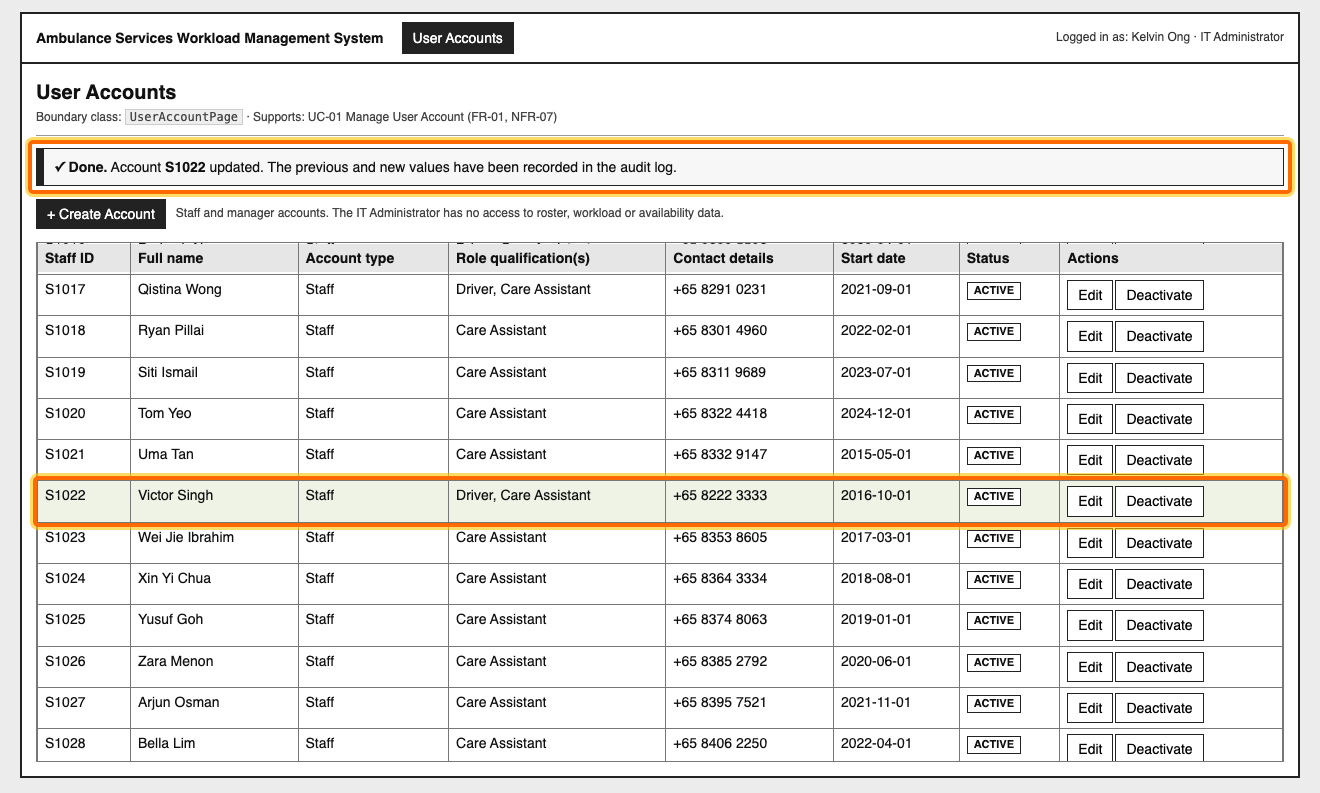 Ambulance Services Workload Management System User Accounts Logged in as: Kelvin Ong · IT Administrator
User Accounts
Boundary class: UserAccountPage · Supports: UC-01 Manage User Account (FR-01, NFR-07)
✓ Done. Account S1022 updated. The previous and new values have been recorded in the audit log.
+ Create Account Staff and manager accounts. The IT Administrator has no access to roster, workload or availability data.
Staff ID Full name Account type Role qualification(s) Contact details Start date Status Actions
S1017 Qistina Wong Staff Driver, Care Assistant +65 8291 0231 2021-09-01 ACTIVE Edit Deactivate
S1018 Ryan Pillai Staff Care Assistant +65 8301 4960 2022-02-01 ACTIVE Edit Deactivate
S1019 Siti Ismail Staff Care Assistant +65 8311 9689 2023-07-01 ACTIVE Edit Deactivate
S1020 Tom Yeo Staff Care Assistant +65 8322 4418 2024-12-01 ACTIVE Edit Deactivate
S1021 Uma Tan Staff Care Assistant +65 8332 9147 2015-05-01 ACTIVE Edit Deactivate
S1022 Victor Singh Staff Driver, Care Assistant +65 8222 3333 2016-10-01 ACTIVE Edit Deactivate
S1023 Wei Jie Ibrahim Staff Care Assistant +65 8353 8605 2017-03-01 ACTIVE Edit Deactivate
S1024 Xin Yi Chua Staff Care Assistant +65 8364 3334 2018-08-01 ACTIVE Edit Deactivate
S1025 Yusuf Goh Staff Care Assistant +65 8374 8063 2019-01-01 ACTIVE Edit Deactivate
S1026 Zara Menon Staff Care Assistant +65 8385 2792 2020-06-01 ACTIVE Edit Deactivate
S1027 Arjun Osman Staff Care Assistant +65 8395 7521 2021-11-01 ACTIVE Edit Deactivate
S1028 Bella Lim Staff Care Assistant +65 8406 2250 2022-04-01 ACTIVE Edit Deactivate